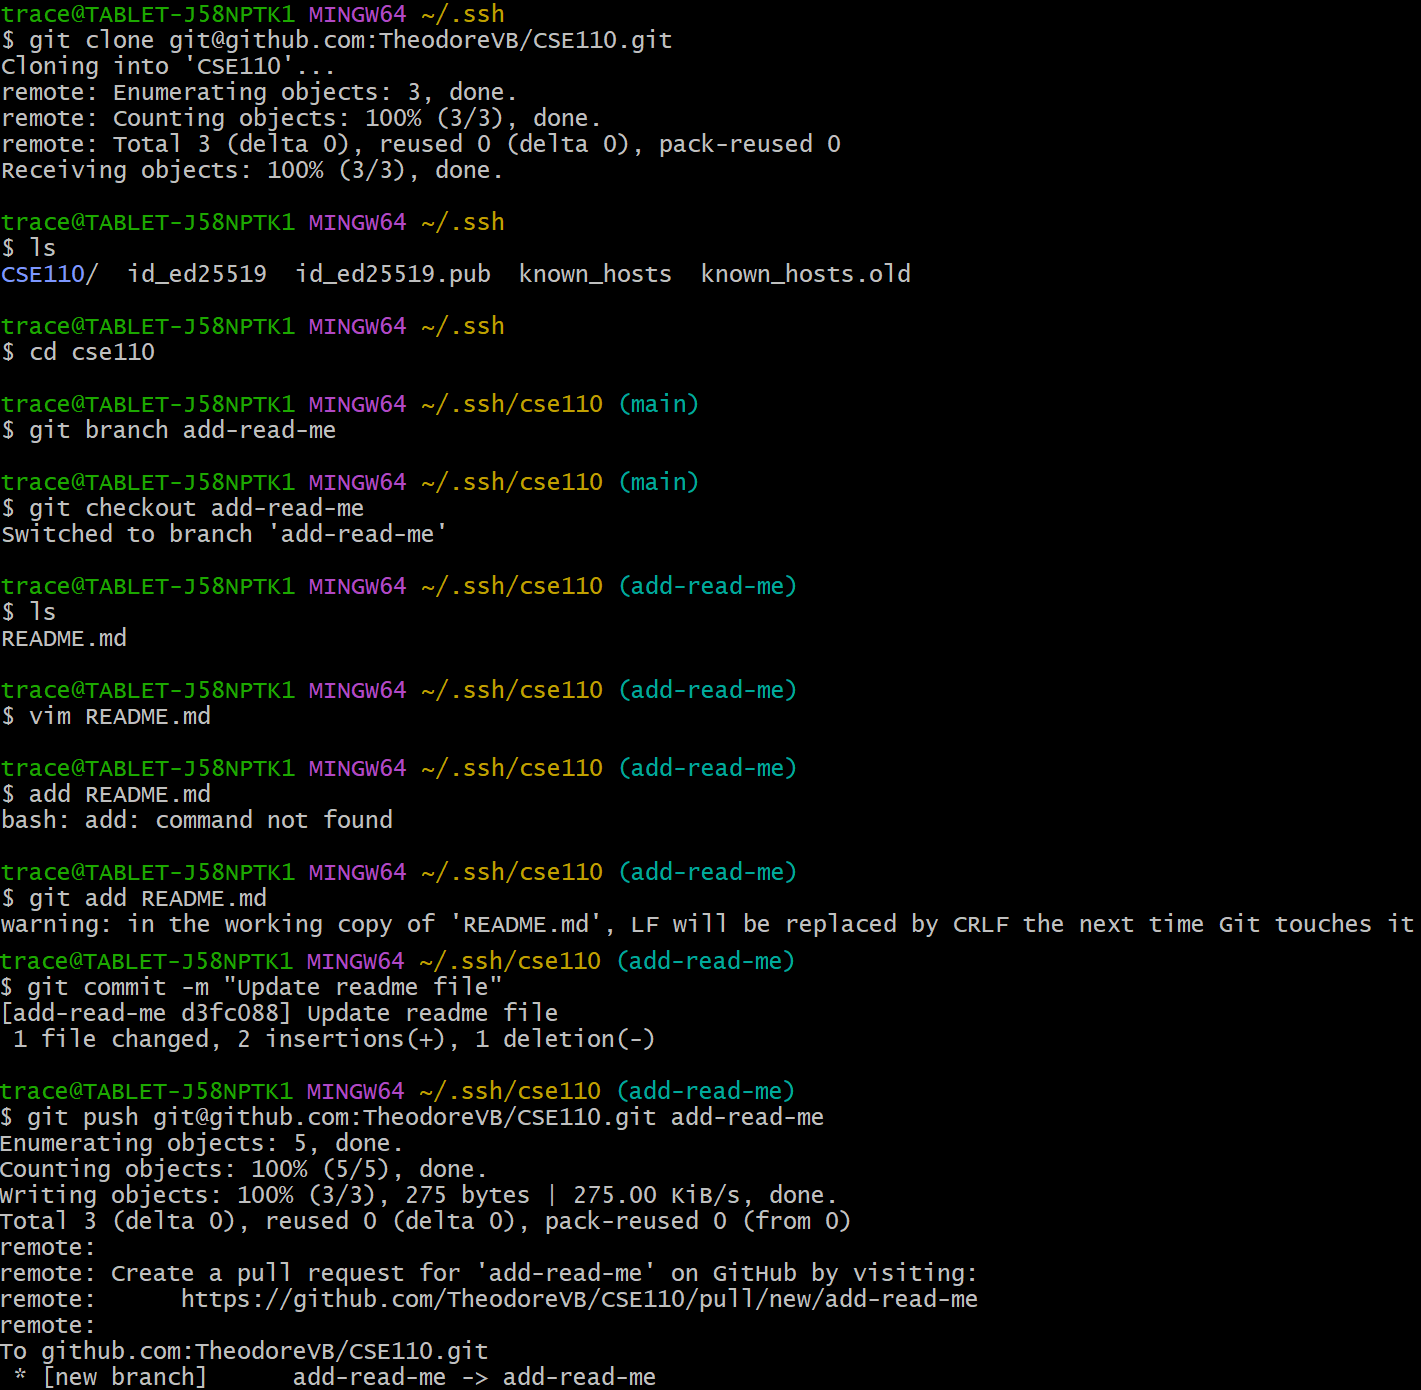 trace@TABLET-J58NPTK1 MINGW64 ~/.ssh
$ git clone git@github.com:TheodoreVB/CSE110.git
Cloning into 'CSE110'...
remote: Enumerating objects: 3, done.
remote: Counting objects: 100% (3/3), done.
remote: Total 3 (delta 0), reused 0 (delta 0), pack-reused 0
Receiving objects: 100% (3/3), done.
trace@TABLET-J58NPTK1 MINGW64 ~/.ssh
$ ls
CSE110/  id_ed25519  id_ed25519.pub  known_hosts  known_hosts.old
trace@TABLET-J58NPTK1 MINGW64 ~/.ssh
$ cd cse110
trace@TABLET-J58NPTK1 MINGW64 ~/.ssh/cse110 (main)
$ git branch add-read-me
trace@TABLET-J58NPTK1 MINGW64 ~/.ssh/cse110 (main)
$ git checkout add-read-me
Switched to branch 'add-read-me'
trace@TABLET-J58NPTK1 MINGW64 ~/.ssh/cse110 (add-read-me)
$ ls
README.md
trace@TABLET-J58NPTK1 MINGW64 ~/.ssh/cse110 (add-read-me)
$ vim README.md
trace@TABLET-J58NPTK1 MINGW64 ~/.ssh/cse110 (add-read-me)
$ add README.md
bash: add: command not found
trace@TABLET-J58NPTK1 MINGW64 ~/.ssh/cse110 (add-read-me)
$ git add README.md
warning: in the working copy of 'README.md', LF will be replaced by CRLF the next time Git touches it
trace@TABLET-J58NPTK1 MINGW64 ~/.ssh/cse110 (add-read-me)
$ git commit -m "Update readme file"
[add-read-me d3fc088] Update readme file
 1 file changed, 2 insertions(+), 1 deletion(-)
trace@TABLET-J58NPTK1 MINGW64 ~/.ssh/cse110 (add-read-me)
$ git push git@github.com:TheodoreVB/CSE110.git add-read-me
Enumerating objects: 5, done.
Counting objects: 100% (5/5), done.
Writing objects: 100% (3/3), 275 bytes | 275.00 KiB/s, done.
Total 3 (delta 0), reused 0 (delta 0), pack-reused 0 (from 0)
remote:
remote: Create a pull request for 'add-read-me' on GitHub by visiting:
remote:      https://github.com/TheodoreVB/CSE110/pull/new/add-read-me
remote:
To github.com:TheodoreVB/CSE110.git
 * [new branch]      add-read-me -> add-read-me